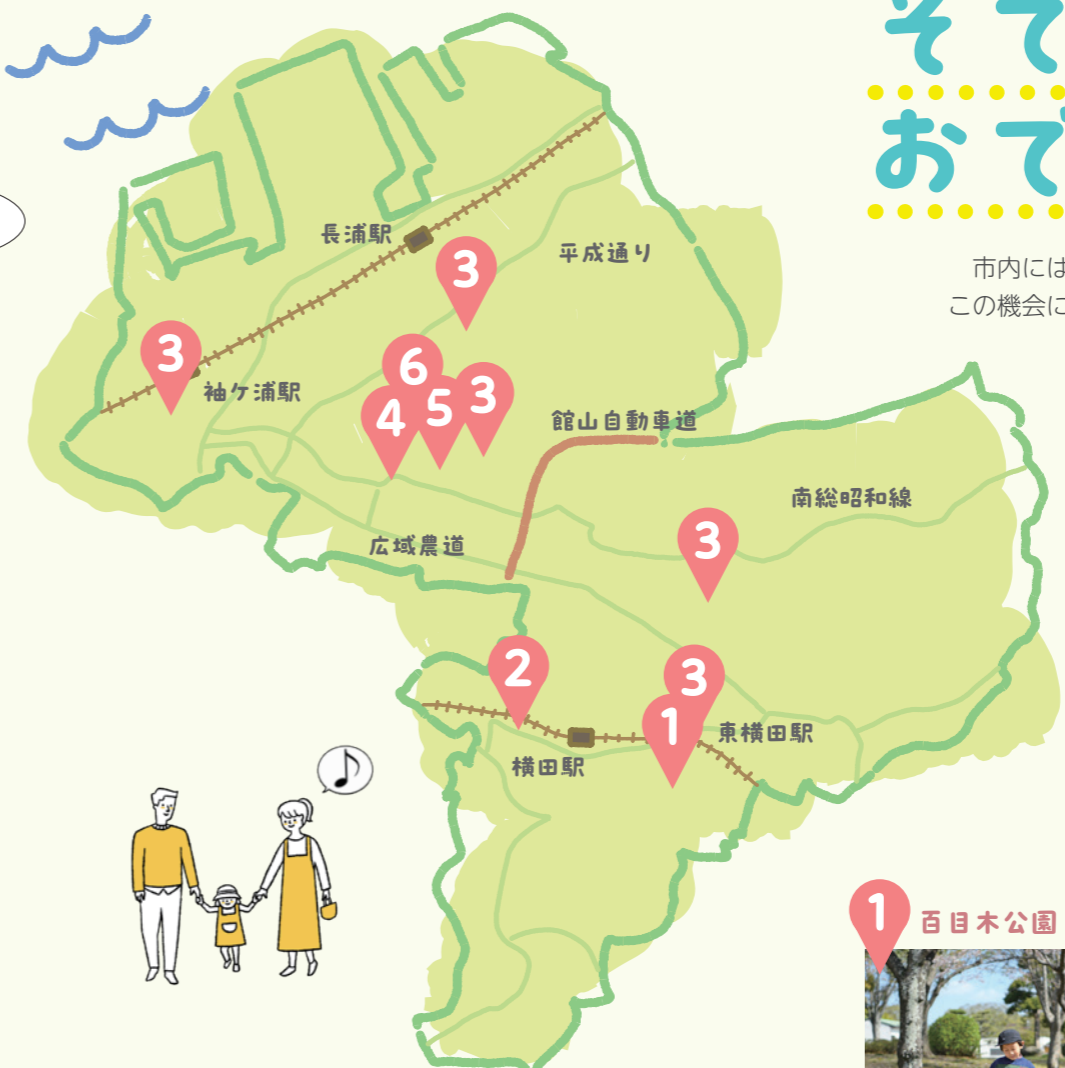 そ で
お で
市内には
この機会に
長浦駅
平成通り
3
3
袖ケ浦駅
6
4
5
3
館山自動車道
南総昭和線
広域農道
3
2
3
1
東横田駅
横田駅
1
百目木公園